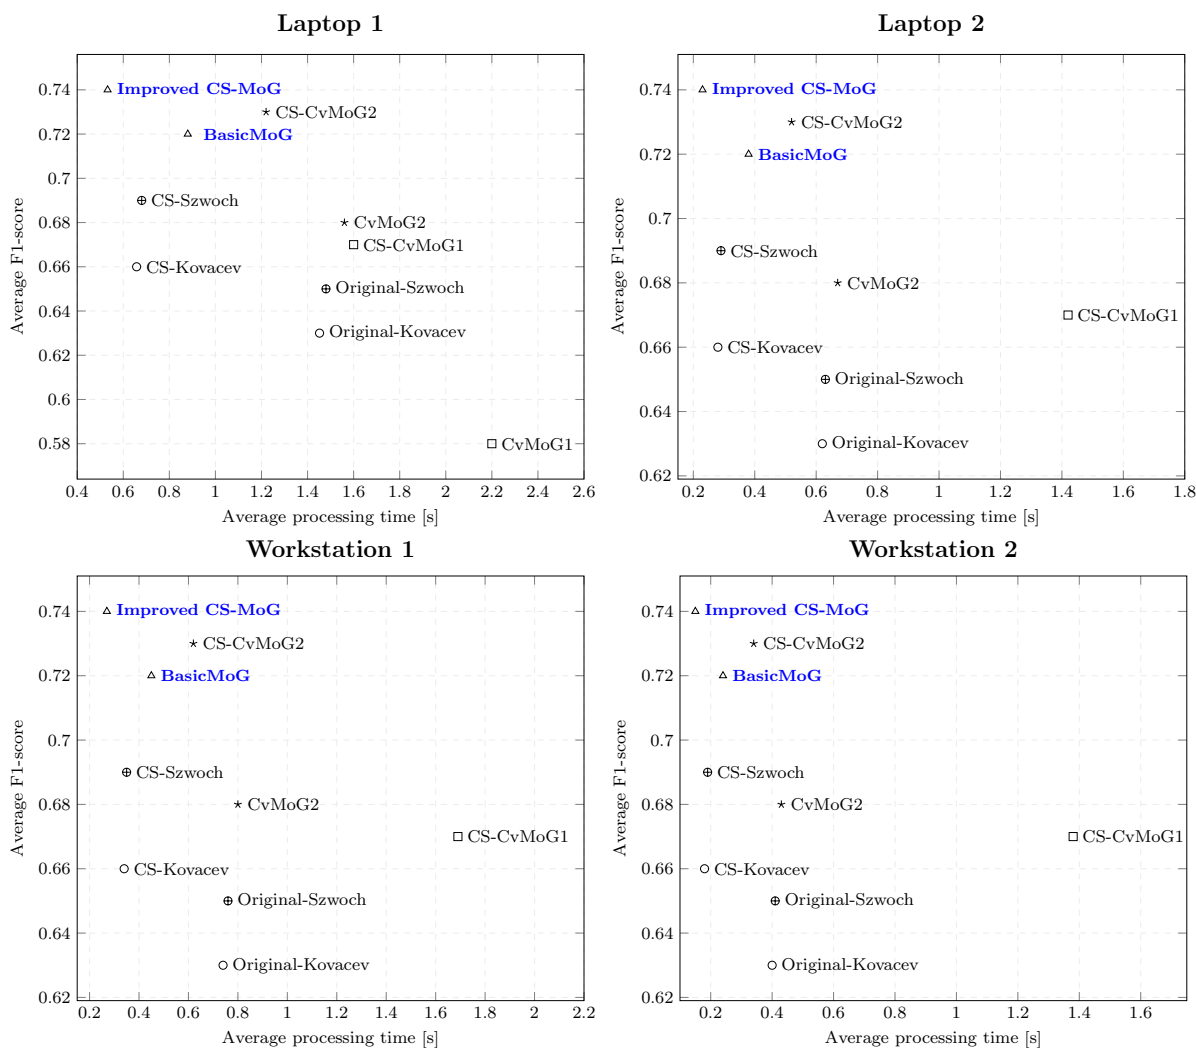 Laptop 1
0.74
0.72
0.7
0.68
0.66
0.64
0.62
0.6
0.58
Average F1-score
Improved CS-MoG
CS-CvMoG2
BasicMoG
CS-Szwoch
CvMoG2
CS-CvMoG1
CS-Kovacev
Original-Szwoch
Original-Kovacev
CvMoG1
0.4 0.6 0.8 1 1.2 1.4 1.6 1.8 2 2.2 2.4 2.6
Average processing time [s]
Laptop 2
0.74
0.72
0.7
0.68
0.66
0.64
0.62
Average F1-score
Improved CS-MoG
CS-CvMoG2
BasicMoG
CS-Szwoch
CvMoG2
CS-CvMoG1
CS-Kovacev
Original-Szwoch
Original-Kovacev
0.2 0.4 0.6 0.8 1 1.2 1.4 1.6 1.8
Average processing time [s]
Workstation 1
0.74
0.72
0.7
0.68
0.66
0.64
0.62
Average F1-score
Improved CS-MoG
CS-CvMoG2
BasicMoG
CS-Szwoch
CvMoG2
CS-CvMoG1
CS-Kovacev
Original-Szwoch
Original-Kovacev
0.2 0.4 0.6 0.8 1 1.2 1.4 1.6 1.8 2 2.2
Average processing time [s]
Workstation 2
0.74
0.72
0.7
0.68
0.66
0.64
0.62
Average F1-score
Improved CS-MoG
CS-CvMoG2
BasicMoG
CS-Szwoch
CvMoG2
CS-CvMoG1
CS-Kovacev
Original-Szwoch
Original-Kovacev
0.2 0.4 0.6 0.8 1 1.2 1.4 1.6
Average processing time [s]